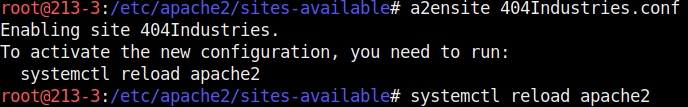 root@213-3:/etc/apache2/sites-available# a2ensite 404Industries.conf
Enabling site 404Industries.
To activate the new configuration, you need to run:
  systemctl reload apache2
root@213-3:/etc/apache2/sites-available# systemctl reload apache2